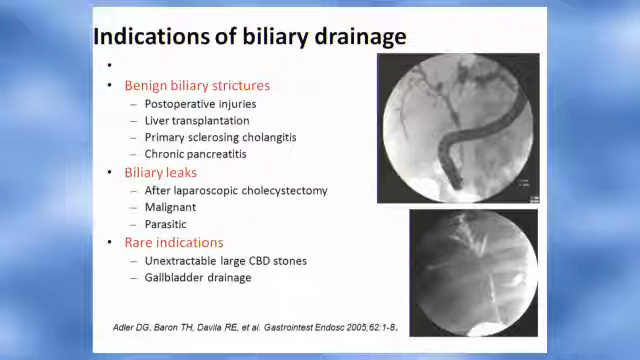 Indications of biliary drainage
•
• Benign biliary strictures
– Postoperative injuries
– Liver transplantation
– Primary sclerosing cholangitis
– Chronic pancreatitis
• Biliary leaks
– After laparoscopic cholecystectomy
– Malignant
– Parasitic
• Rare indications
– Unextractable large CBD stones
– Gallbladder drainage
Adler DG, Baron TH, Davila RE, et al. Gastrointest Endosc 2005;62:1-8.